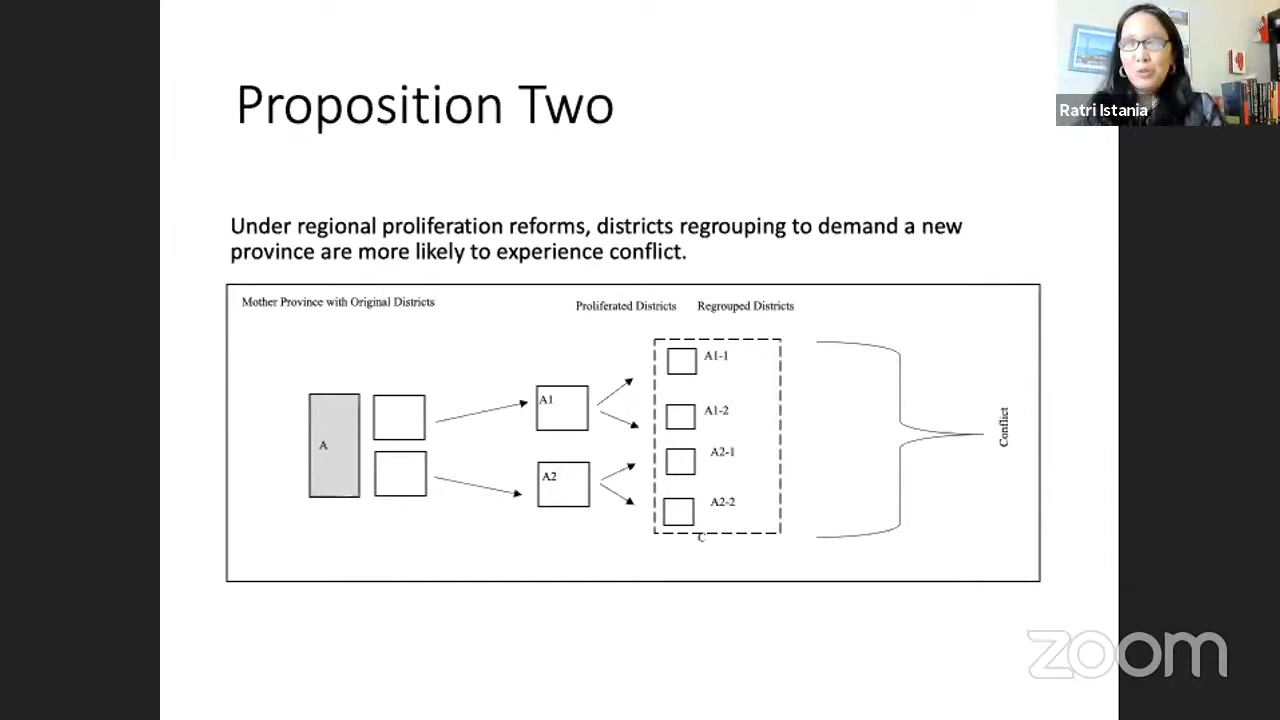 Proposition Two
Ratri Istania
Under regional proliferation reforms, districts regrouping to demand a new
province are more likely to experience conflict.
Mother Province with Original Districts
Proliferated Districts
Regrouped Districts
A
A1
A2
A1-1
A1-2
A2-1
A2-2
C
Conflict
zoom